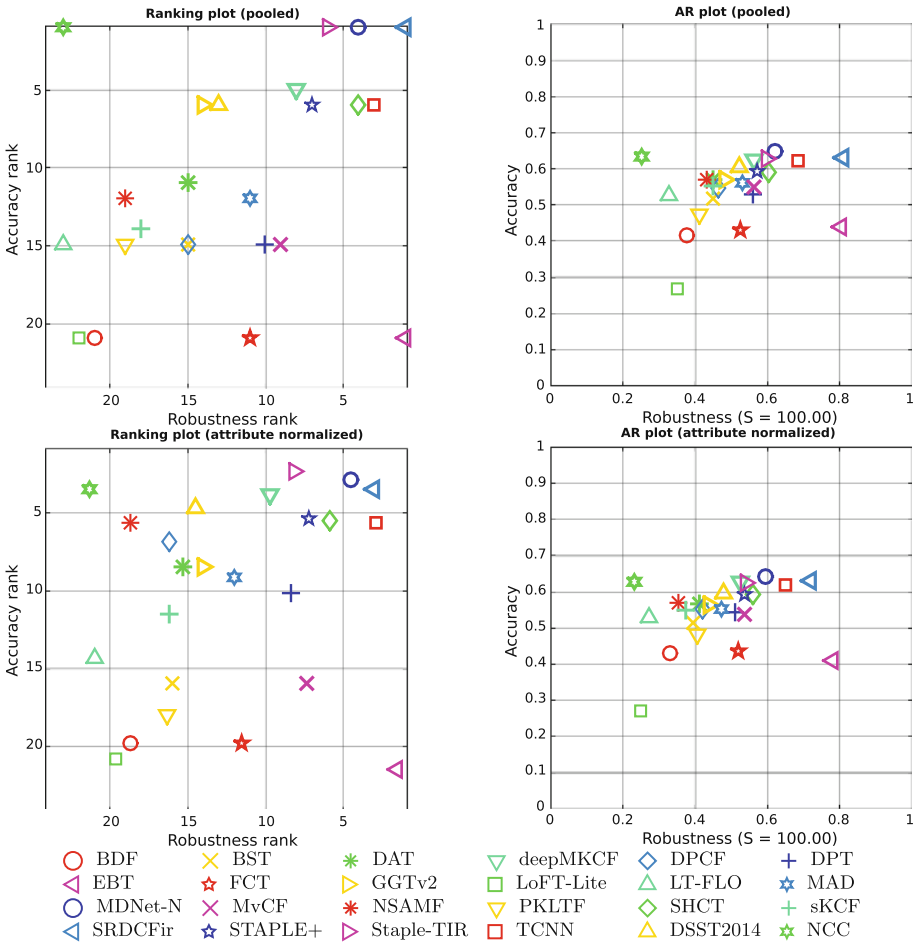 Ranking plot (pooled)
5
10
15
20
Accuracy rank
20 15 10 5
Robustness rank
AR plot (pooled)
1
0.9
0.8
0.7
0.6
0.5
0.4
0.3
0.2
0.1
0
Accuracy
0 0.2 0.4 0.6 0.8 1
Robustness (S = 100.00)
Ranking plot (attribute normalized)
5
10
15
20
Accuracy rank
20 15 10 5
Robustness rank
AR plot (attribute normalized)
1
0.9
0.8
0.7
0.6
0.5
0.4
0.3
0.2
0.1
0
Accuracy
0 0.2 0.4 0.6 0.8 1
Robustness (S = 100.00)
BDF BST DAT deepMKCF DPCF DPT
EBT FCT GGTv2 LoFT-Lite LT-FLO MAD
MDNet-N MvCF NSAMF PKLTF SHCT sKCF
SRDCFir STAPLE+ Staple-TIR TCNN DSST2014 NCC